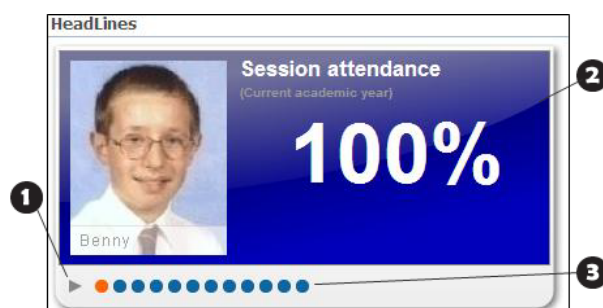 HeadLines
Session attendance
(Current academic year)
100%
Benny
1
2
3